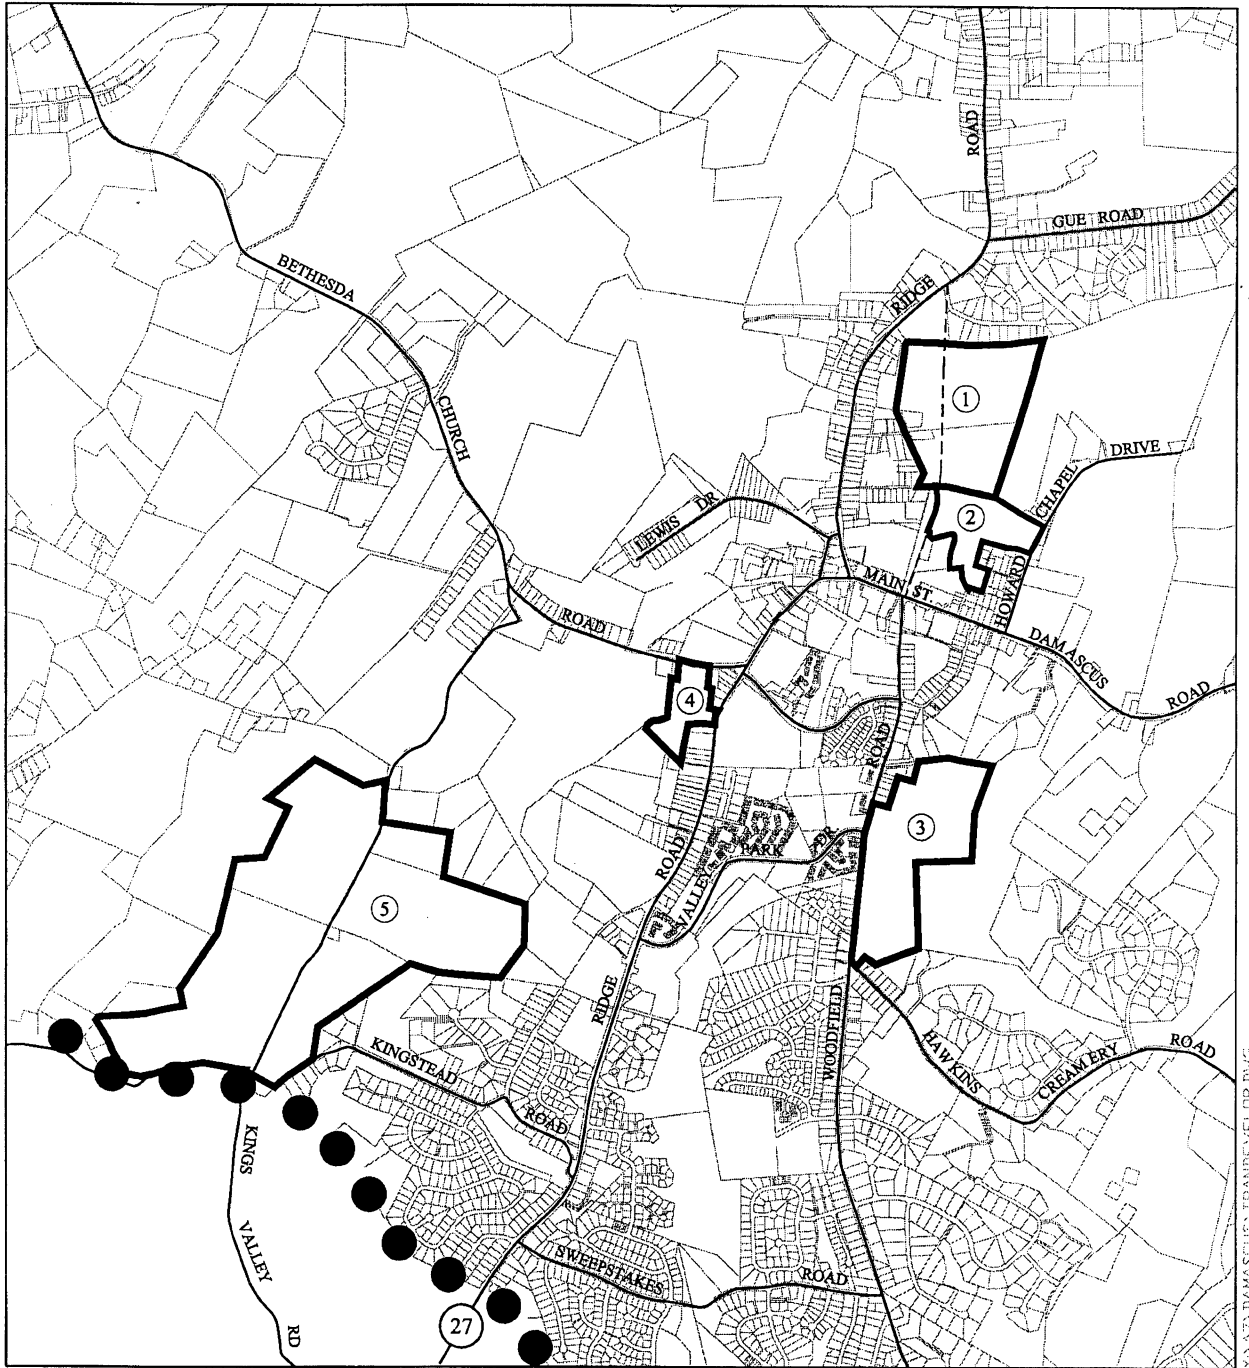 ROAD
GUE ROAD
BETHESDA
RIDGE
1
CHURCH
DRIVE
CHAPEL
LEWIS DR
2
MAIN ST.
HOWARD
ROAD
DAMASCUS
ROAD
4
ROAD
3
PARK
DR
ROAD
VALLEY
5
RIDGE
WOODFIELD
HAWKINS
CREAMERY
ROAD
KINGSTEAD
ROAD
KINGS
VALLEY
RD
SWEEPSTAKES
ROAD
27